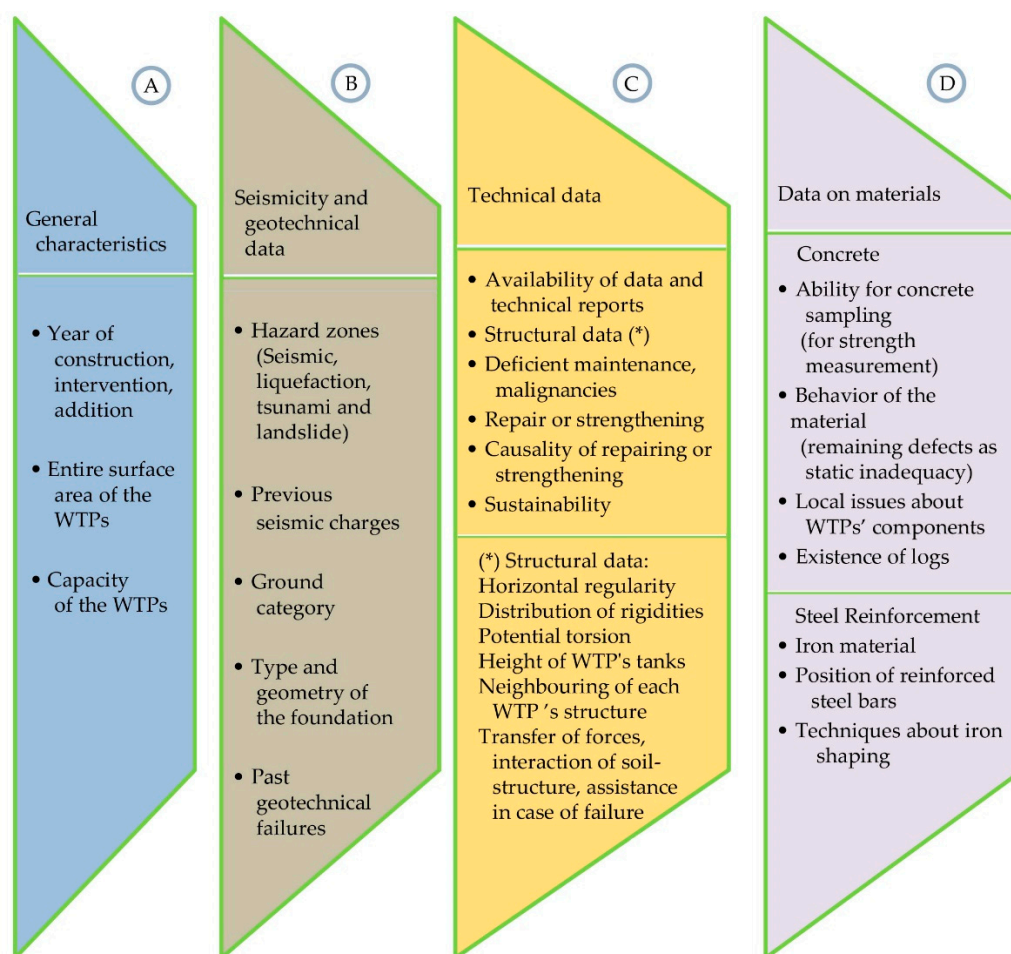 A
General
characteristics
• Year of
construction,
intervention,
addition
• Entire surface
area of the
WTPs
• Capacity
of the WTPs
B
Seismicity and
geotechnical
data
• Hazard zones
(Seismic,
liquefaction,
tsunami and
landslide)
• Previous
seismic charges
• Ground
category
• Type and
geometry of
the foundation
• Past
geotechnical
failures
C
Technical data
• Availability of data and
technical reports
• Structural data (*)
• Deficient maintenance,
malignancies
• Repair or strengthening
• Causality of repairing or
strengthening
• Sustainability
(*) Structural data:
Horizontal regularity
Distribution of rigidities
Potential torsion
Height of WTP's tanks
Neighbouring of each
WTP 's structure
Transfer of forces,
interaction of soil-
structure, assistance
in case of failure
D
Data on materials
Concrete
• Ability for concrete
sampling
(for strength
measurement)
• Behavior of the
material
(remaining defects as
static inadequacy)
• Local issues about
WTPs' components
• Existence of logs
Steel Reinforcement
• Iron material
• Position of reinforced
steel bars
• Techniques about iron
shaping